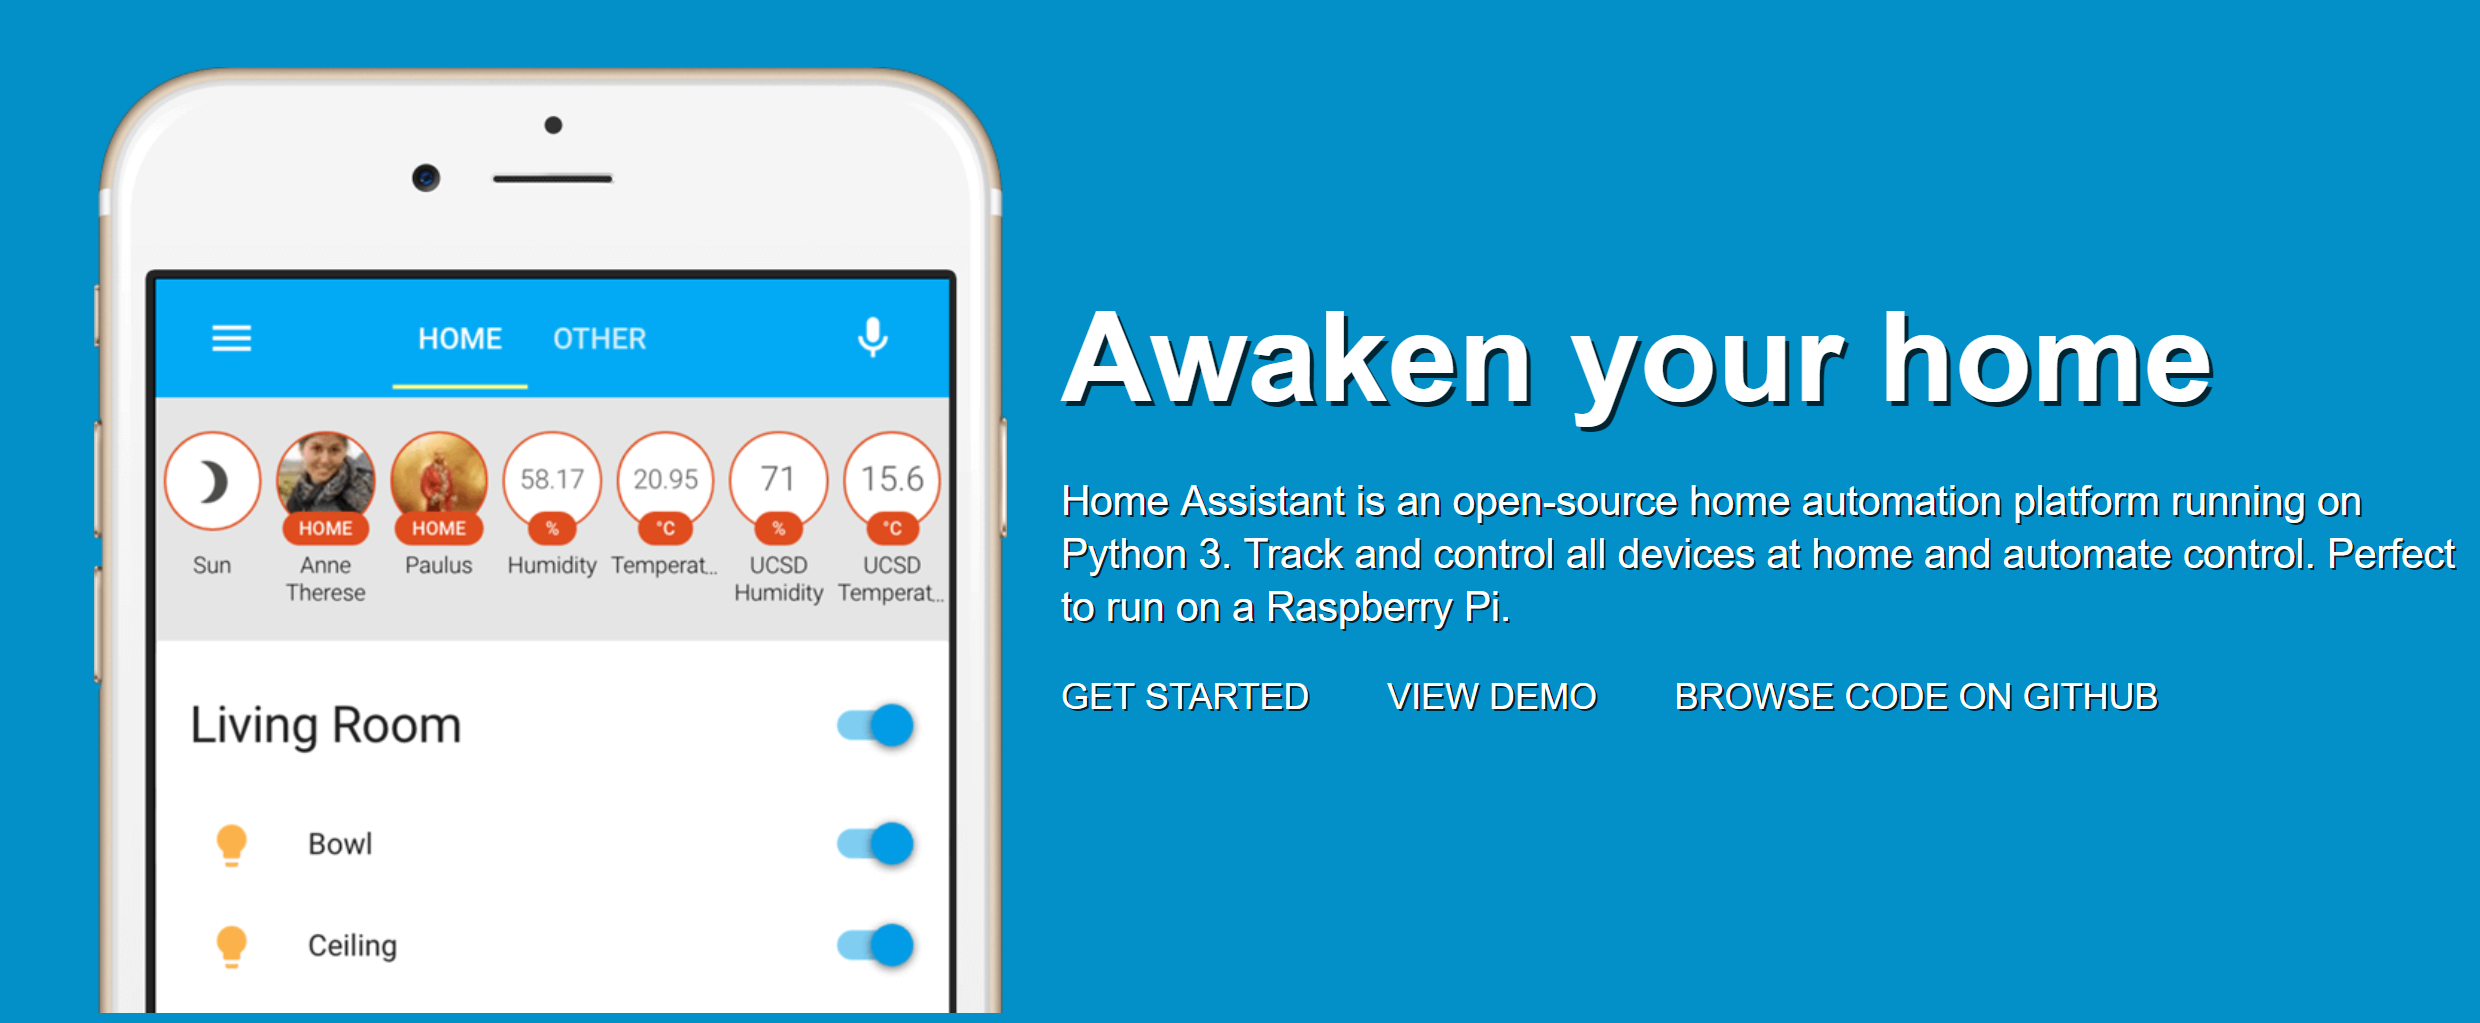 HOME OTHER
58.17 20.95 71 15.6
HOME HOME % °C % °C
Sun Anne Therese Paulus Humidity Temperat... UCSD Humidity UCSD Temperat...
Living Room
Bowl
Ceiling
Awaken your home
Home Assistant is an open-source home automation platform running on
Python 3. Track and control all devices at home and automate control. Perfect
to run on a Raspberry Pi.
GET STARTED VIEW DEMO BROWSE CODE ON GITHUB